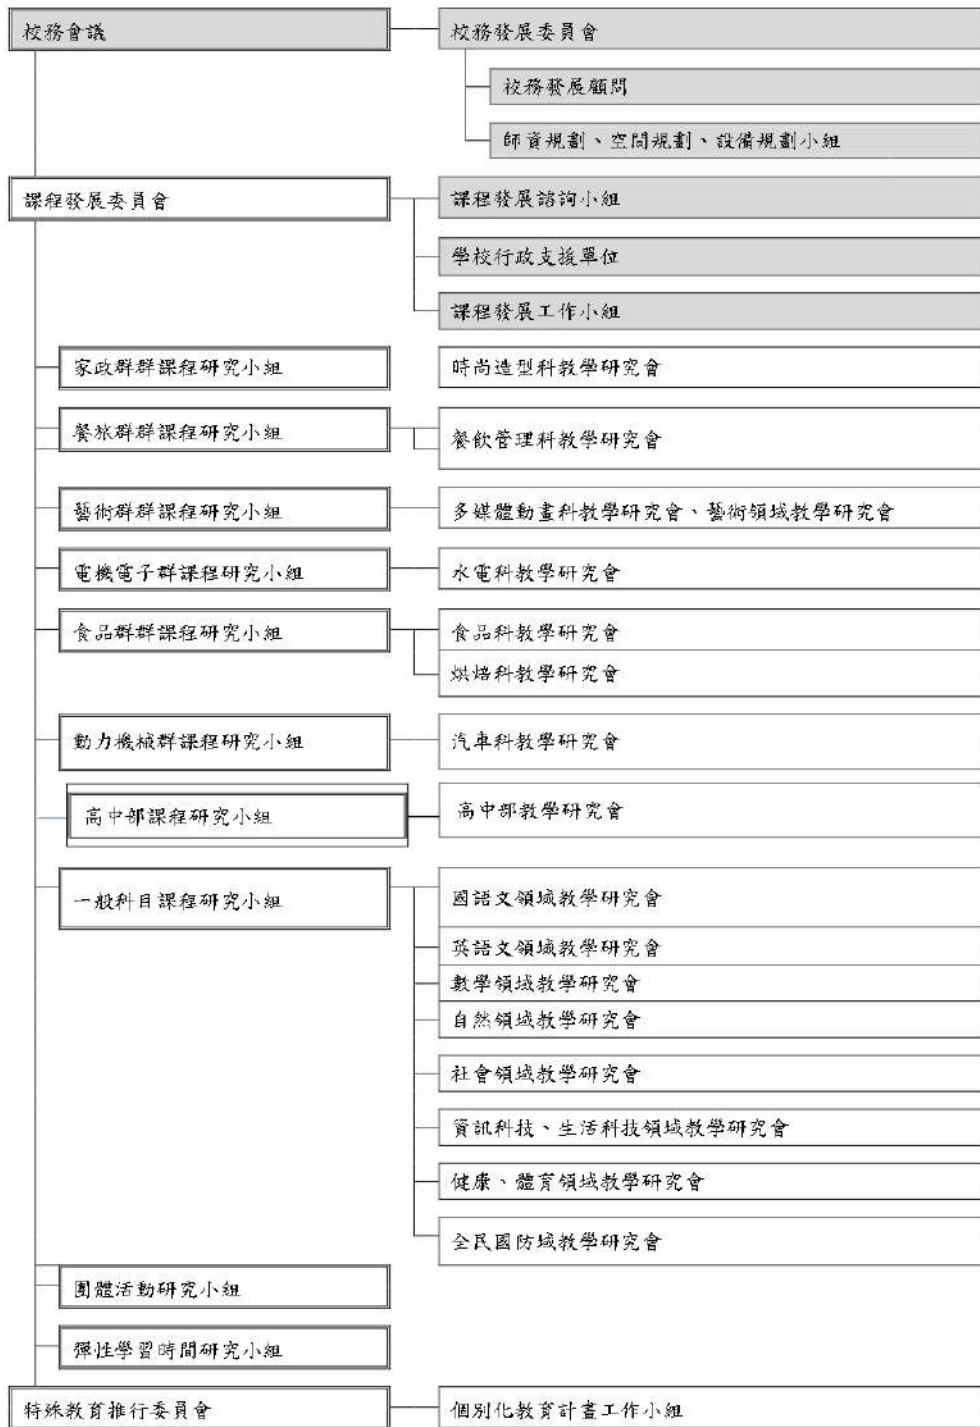 校務會議
校務發展委員會
校務發展顧問
師資規劃、空間規劃、設備規劃小組
課程發展委員會
課程發展諮詢小組
學校行政支援單位
課程發展工作小組
家政群群課程研究小組
時尚造型科教學研究會
餐旅群群課程研究小組
餐飲管理科教學研究會
藝術群群課程研究小組
多媒體動畫科教學研究會、藝術領域教學研究會
電機電子群課程研究小組
水電科教學研究會
食品群群課程研究小組
食品科教學研究會
烘焙科教學研究會
動力機械群課程研究小組
汽車科教學研究會
高中部課程研究小組
高中部教學研究會
一般科目課程研究小組
國語文領域教學研究會
英語文領域教學研究會
數學領域教學研究會
自然領域教學研究會
社會領域教學研究會
資訊科技、生活科技領域教學研究會
健康、體育領域教學研究會
全民國防域教學研究會
團體活動研究小組
彈性學習時間研究小組
特殊教育推行委員會
個別化教育計畫工作小組